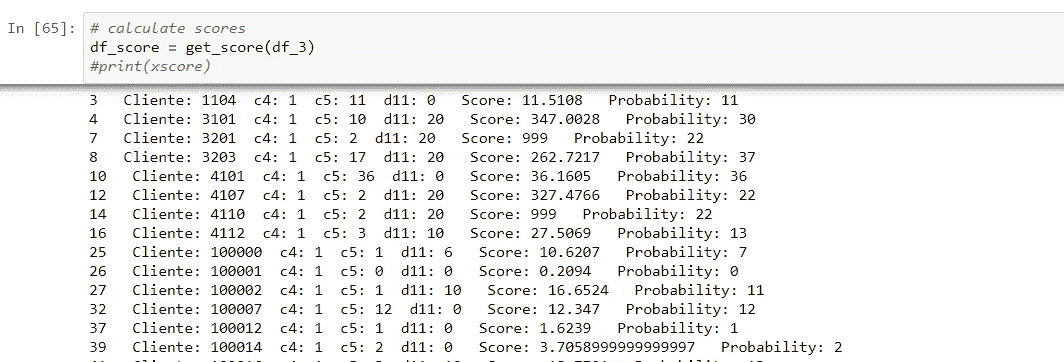 In [65]: # calculate scores
df_score = get_score(df_3)
#print(xscore)
3 Cliente: 1104 c4: 1 c5: 11 d11: 0 Score: 11.5108 Probability: 11
4 Cliente: 3101 c4: 1 c5: 10 d11: 20 Score: 347.0028 Probability: 30
7 Cliente: 3201 c4: 1 c5: 2 d11: 20 Score: 999 Probability: 22
8 Cliente: 3203 c4: 1 c5: 17 d11: 20 Score: 262.7217 Probability: 37
10 Cliente: 4101 c4: 1 c5: 36 d11: 0 Score: 36.1605 Probability: 36
12 Cliente: 4107 c4: 1 c5: 2 d11: 20 Score: 327.4766 Probability: 22
14 Cliente: 4110 c4: 1 c5: 2 d11: 20 Score: 999 Probability: 22
16 Cliente: 4112 c4: 1 c5: 3 d11: 10 Score: 27.5069 Probability: 13
25 Cliente: 100000 c4: 1 c5: 1 d11: 6 Score: 10.6207 Probability: 7
26 Cliente: 100001 c4: 1 c5: 0 d11: 0 Score: 0.2094 Probability: 0
27 Cliente: 100002 c4: 1 c5: 1 d11: 10 Score: 16.6524 Probability: 11
32 Cliente: 100007 c4: 1 c5: 12 d11: 0 Score: 12.347 Probability: 12
37 Cliente: 100012 c4: 1 c5: 1 d11: 0 Score: 1.6239 Probability: 1
39 Cliente: 100014 c4: 1 c5: 2 d11: 0 Score: 3.7058999999999997 Probability: 2